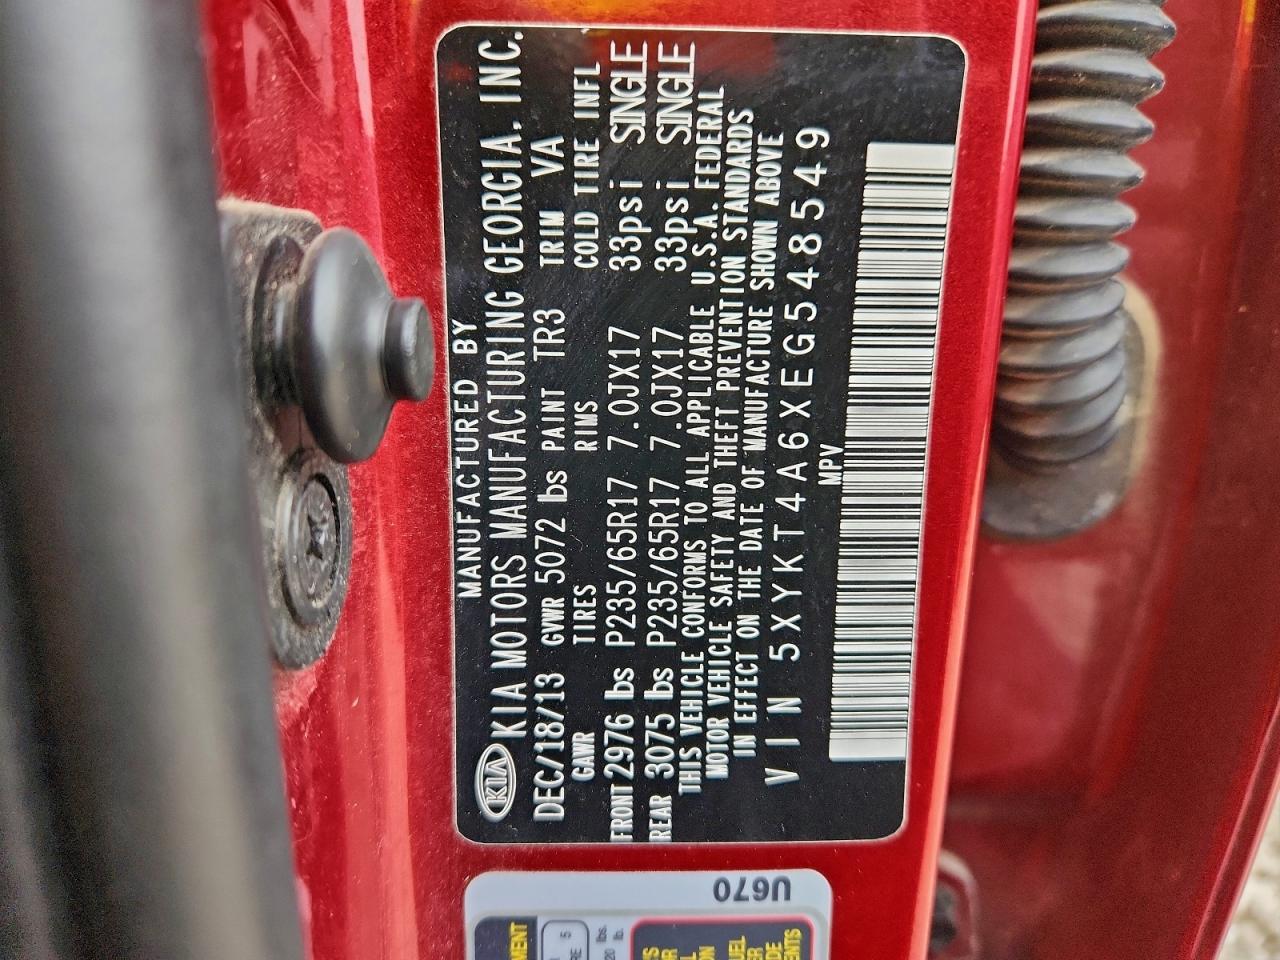 MANUFACTURED BY
KIA KIA MOTORS MANUFACTURING GEORGIA, INC.
DEC/18/13 GVWR 5072 lbs PAINT TR3 TRIM VA
GAWR TIRES RIMS COLD TIRE INFL
FRONT 2976 lbs P235/65R17 7.0JX17 33psi SINGLE
REAR 3075 lbs P235/65R17 7.0JX17 33psi SINGLE
THIS VEHICLE CONFORMS TO ALL APPLICABLE U.S.A. FEDERAL
MOTOR VEHICLE SAFETY AND THEFT PREVENTION STANDARDS
IN EFFECT ON THE DATE OF MANUFACTURE SHOWN ABOVE
VIN 5XYKT4A6XEG548549
MPV
U670